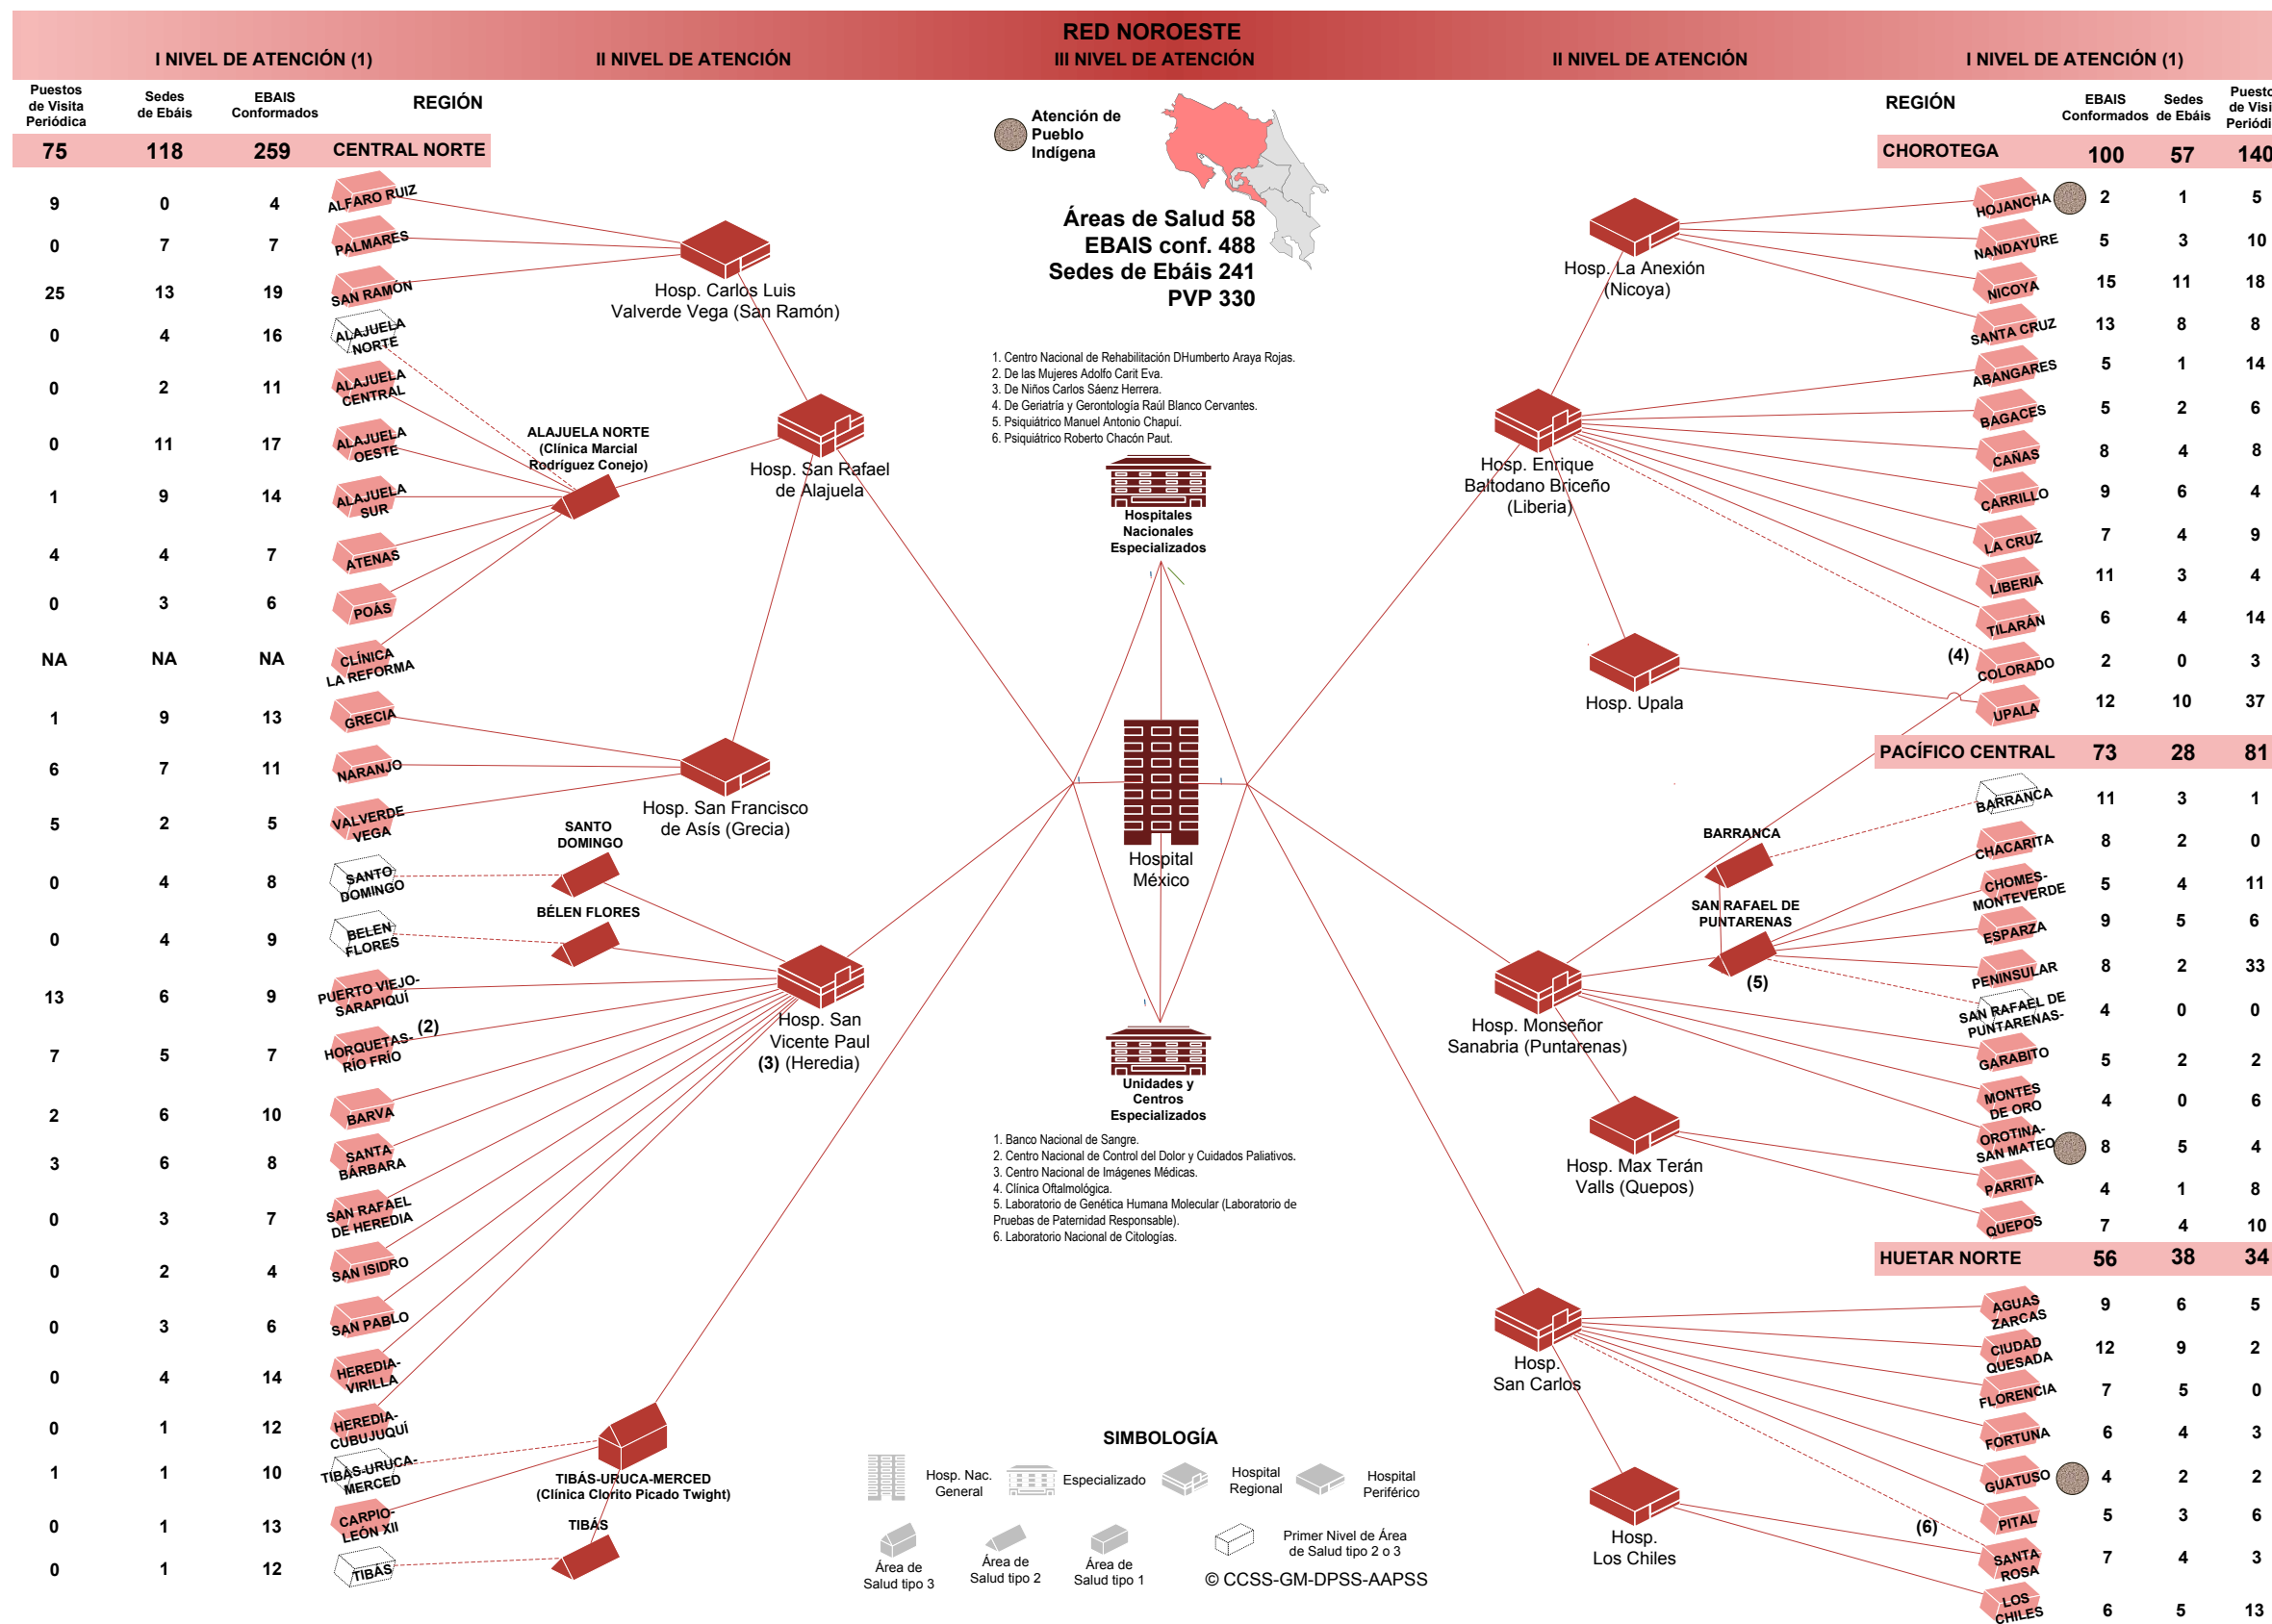 RED NOROESTE
I NIVEL DE ATENCIÓN (1)
II NIVEL DE ATENCIÓN
III NIVEL DE ATENCIÓN
II NIVEL DE ATENCIÓN
I NIVEL DE ATENCIÓN (1)
Puestos de Visita Periódica
Sedes de Ebáis
EBAIS Conformados
REGIÓN
75 118 259 CENTRAL NORTE
9 0 4 ALFARO RUIZ
0 7 7 PALMARES
25 13 19 SAN RAMÓN
0 4 16 ALAJUELA NORTE
0 2 11 ALAJUELA CENTRAL
0 11 17 ALAJUELA OESTE
1 9 14 ALAJUELA SUR
4 4 7 ATENAS
0 3 6 POÁS
NA NA NA CLÍNICA LA REFORMA
1 9 13 GRECIA
6 7 11 NARANJO
5 2 5 VALVERDE VEGA
0 4 8 SANTO DOMINGO
0 4 9 BELEN FLORES
13 6 9 PUERTO VIEJO-SARAPIQUÍ
7 5 7 HORQUETAS-RÍO FRÍO (2)
2 6 10 BARVA
3 6 8 SANTA BÁRBARA
0 3 7 SAN RAFAEL DE HEREDIA
0 2 4 SAN ISIDRO
0 3 6 SAN PABLO
0 4 14 HEREDIA-VIRILLA
0 1 12 HEREDIA-CUBUJUQUÍ
1 1 10 TIBÁS-URUCA-MERCED
0 1 13 CARPIO-LEÓN XII
0 1 12 TIBÁS
Hosp. Carlos Luis
Valverde Vega (San Ramón)
ALAJUELA NORTE
(Clínica Marcial
Rodríguez Conejo)
Hosp. San Rafael
de Alajuela
Hosp. San Francisco
de Asís (Grecia)
SANTO
DOMINGO
BÉLEN FLORES
Hosp. San
Vicente Paul
(3) (Heredia)
TIBÁS-URUCA-MERCED
(Clínica Clorito Picado Twight)
TIBÁS
Atención de
Pueblo
Indígena
Áreas de Salud 58
EBAIS conf. 488
Sedes de Ebáis 241
PVP 330
1. Centro Nacional de Rehabilitación DHumberto Araya Rojas.
2. De las Mujeres Adolfo Carit Eva.
3. De Niños Carlos Sáenz Herrera.
4. De Geriatría y Gerontología Raúl Blanco Cervantes.
5. Psiquiátrico Manuel Antonio Chapuí.
6. Psiquiátrico Roberto Chacón Paut.
Hospitales
Nacionales
Especializados
Hospital
México
Unidades y
Centros
Especializados
1. Banco Nacional de Sangre.
2. Centro Nacional de Control del Dolor y Cuidados Paliativos.
3. Centro Nacional de Imágenes Médicas.
4. Clínica Oftalmológica.
5. Laboratorio de Genética Humana Molecular (Laboratorio de
Pruebas de Paternidad Responsable).
6. Laboratorio Nacional de Citologías.
SIMBOLOGÍA
Hosp. Nac.
General
Especializado
Hospital
Regional
Hospital
Periférico
Área de
Salud tipo 3
Área de
Salud tipo 2
Área de
Salud tipo 1
Primer Nivel de Área
de Salud tipo 2 o 3
© CCSS-GM-DPSS-AAPSS
Hosp. La Anexión
(Nicoya)
Hosp. Enrique
Baltodano Briceño
(Liberia)
Hosp. Upala
BARRANCA
SAN RAFAEL DE
PUNTARENAS
(5)
Hosp. Monseñor
Sanabria (Puntarenas)
Hosp. Max Terán
Valls (Quepos)
Hosp.
San Carlos
Hosp.
Los Chiles
REGIÓN
EBAIS Conformados
Sedes de Ebáis
Puesto de Visi Periódi
CHOROTEGA 100 57 140
HOJANCHA 2 1 5
NANDAYURE 5 3 10
NICOYA 15 11 18
SANTA CRUZ 13 8 8
ABANGARES 5 1 14
BAGACES 5 2 6
CAÑAS 8 4 8
CARRILLO 9 6 4
LA CRUZ 7 4 9
LIBERIA 11 3 4
TILARÁN 6 4 14
(4) COLORADO 2 0 3
UPALA 12 10 37
PACÍFICO CENTRAL 73 28 81
BARRANCA 11 3 1
CHACARITA 8 2 0
CHOMES-MONTEVERDE 5 4 11
ESPARZA 9 5 6
PENINSULAR 8 2 33
SAN RAFAEL DE PUNTARENAS- 4 0 0
GARABITO 5 2 2
MONTES DE ORO 4 0 6
OROTINA-SAN MATEO 8 5 4
PARRITA 4 1 8
QUEPOS 7 4 10
HUETAR NORTE 56 38 34
AGUAS ZARCAS 9 6 5
CIUDAD QUESADA 12 9 2
FLORENCIA 7 5 0
FORTUNA 6 4 3
GUATUSO 4 2 2
PITAL 5 3 6
(6) SANTA ROSA 7 4 3
LOS CHILES 6 5 13